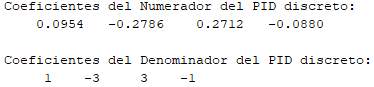 Coeficientes del Numerador del PID discreto:
0.0954 -0.2786 0.2712 -0.0880
Coeficientes del Denominador del PID discreto:
1 -3 3 -1